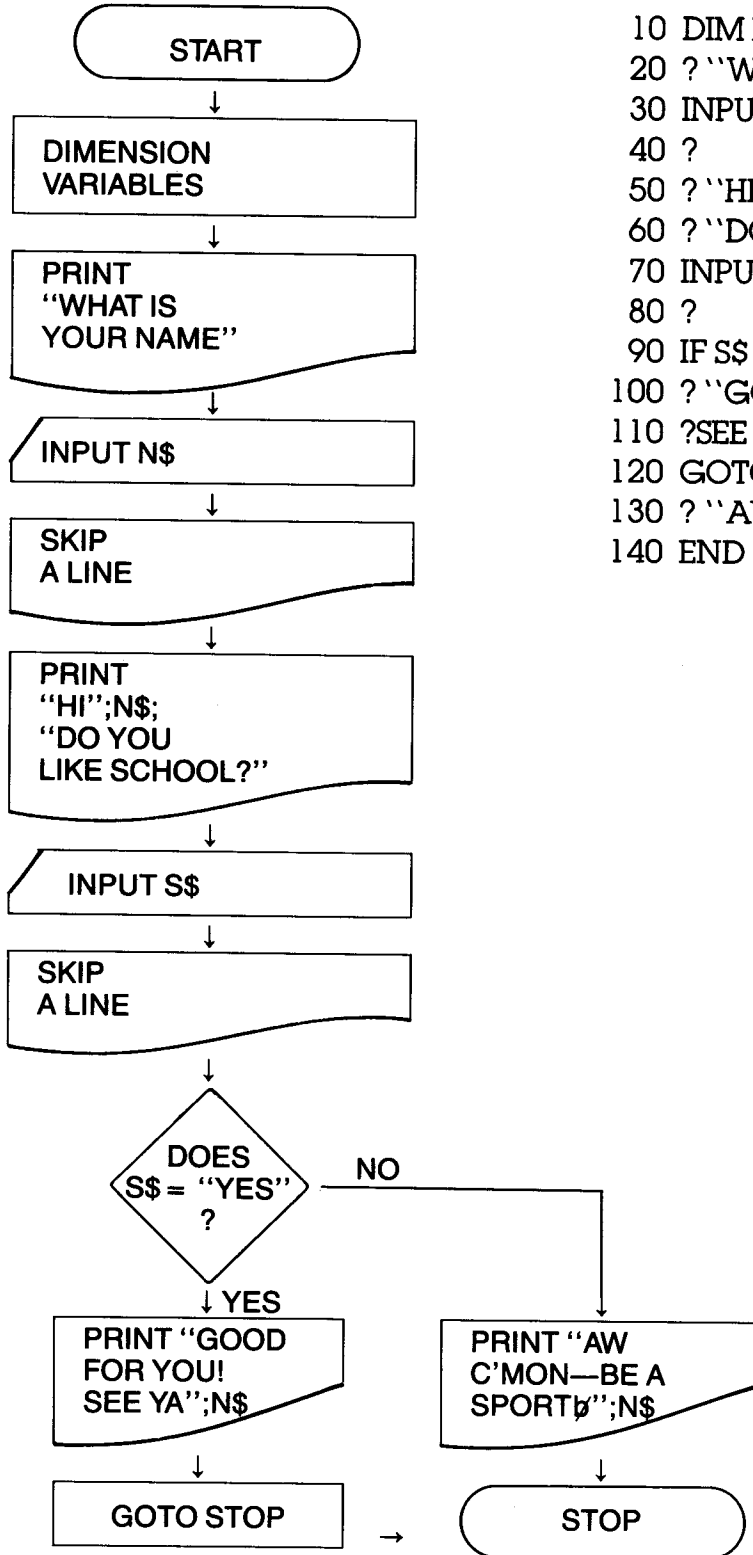 START
DIMENSION
VARIABLES
PRINT
“WHAT IS
YOUR NAME”
INPUT N$
SKIP
A LINE
PRINT
“HI”;N$;
“DO YOU
LIKE SCHOOL?”
INPUT S$
SKIP
A LINE
DOES
S$ = “YES”
?
NO
YES
PRINT “GOOD
FOR YOU!
SEE YA”;N$
GOTO STOP
PRINT “AW
C’MON—BE A
SPORTb̸”;N$
STOP
10 DIM
20 ? “W
30 INPU
40 ?
50 ? “HI
60 ? “DO
70 INPU
80 ?
90 IF S$
100 ? “GO
110 ?SEE
120 GOTO
130 ? “A
140 END